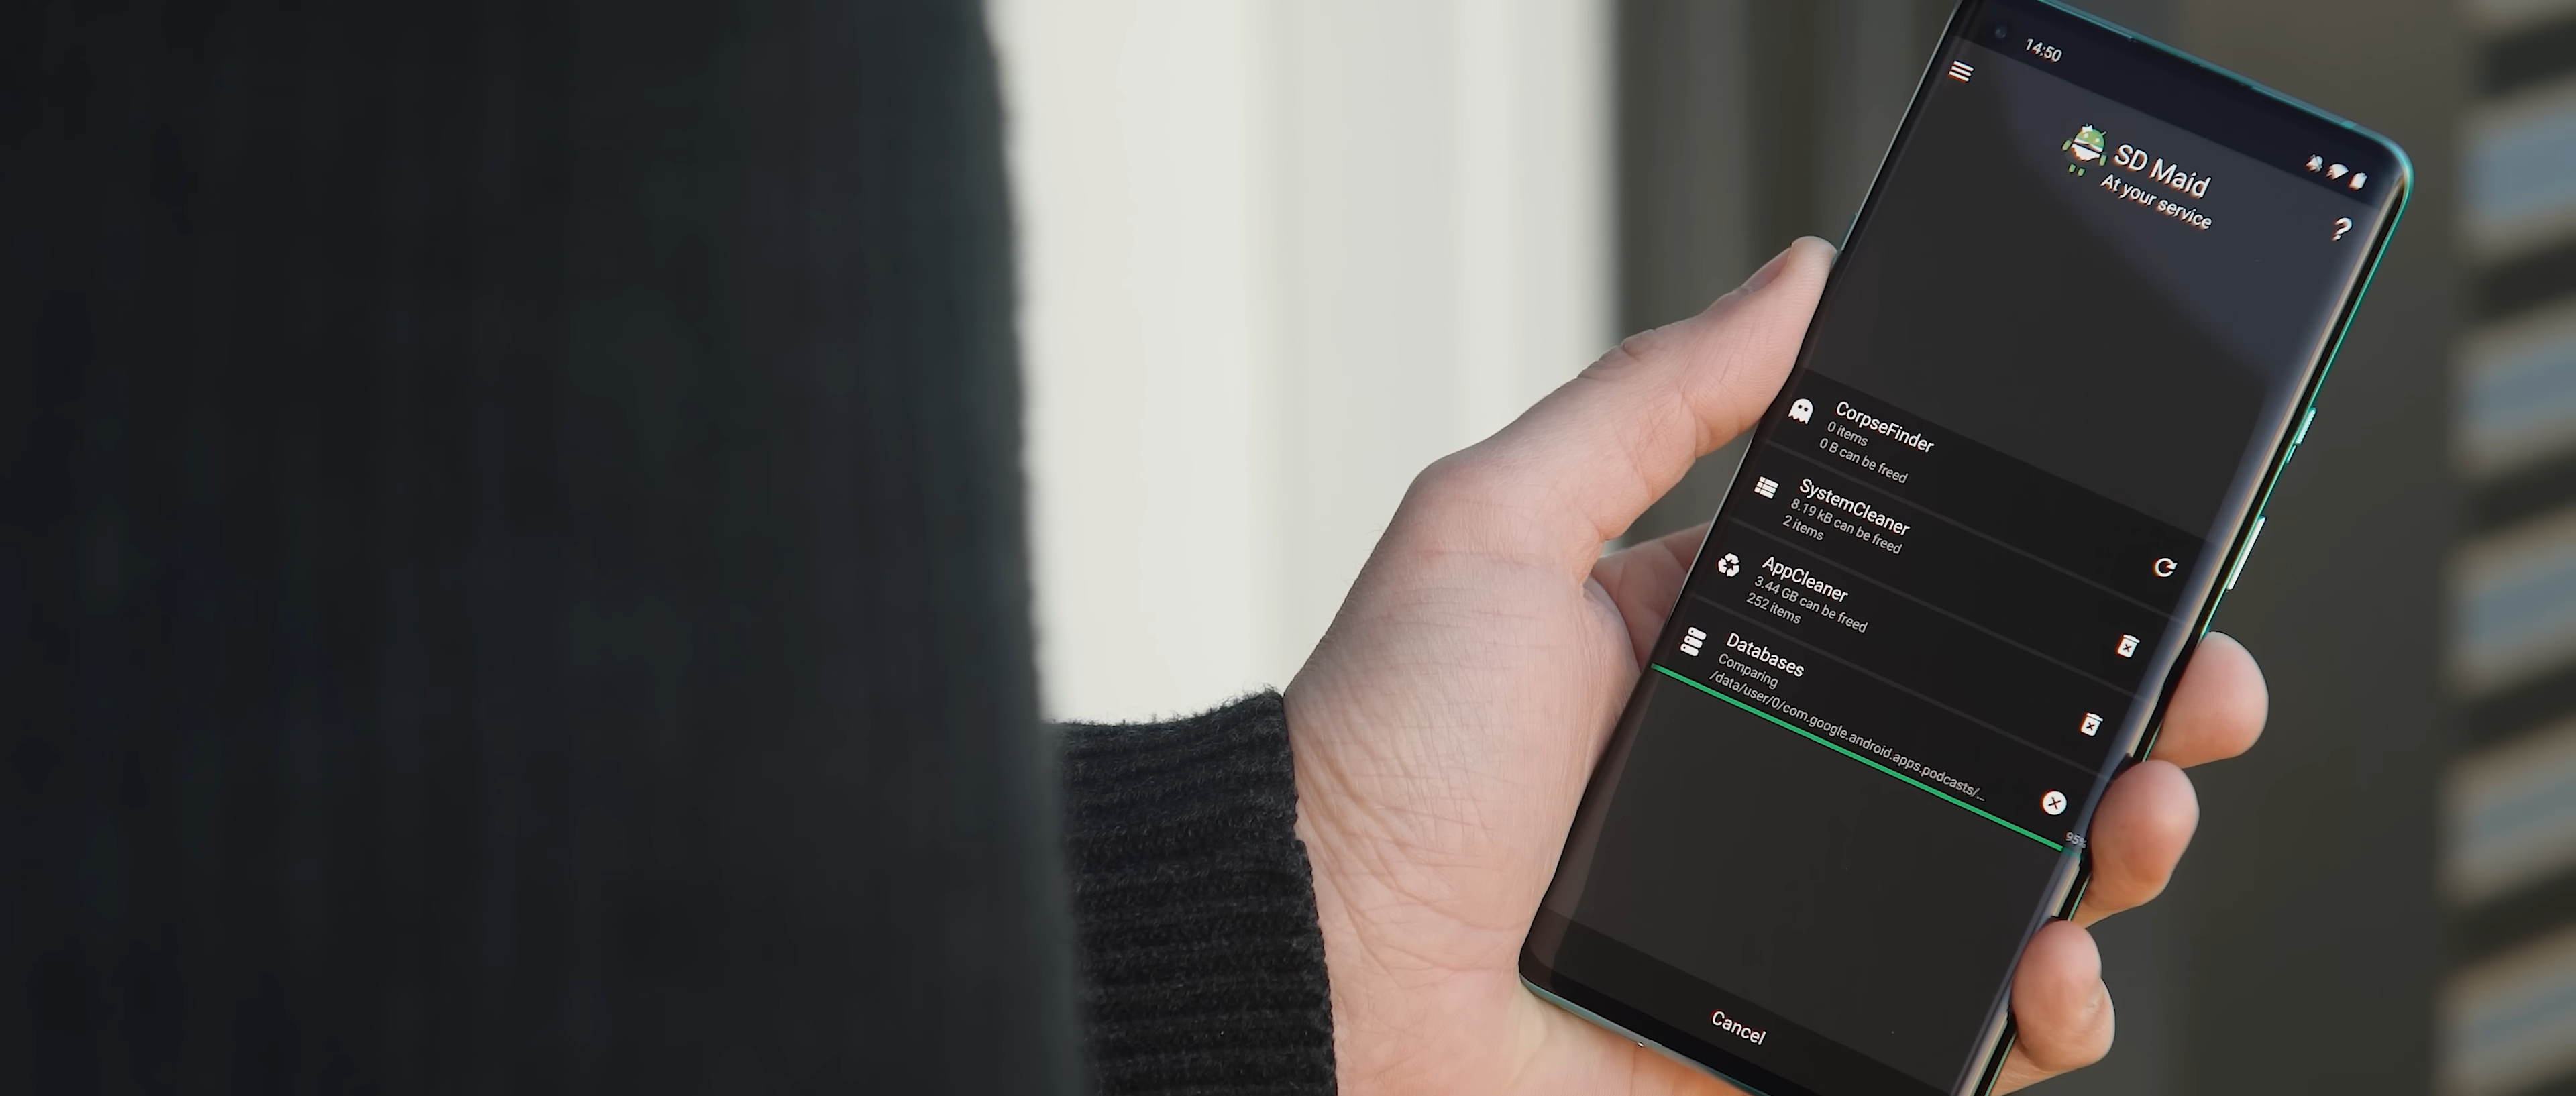 14:50
SD Maid
At your service
?
CorpseFinder
0 items
0 B can be freed
SystemCleaner
8.19 kB can be freed
2 items
AppCleaner
3.44 GB can be freed
252 items
Databases
Comparing
/data/user/0/com.google.android.apps.podcasts/…
95%
Cancel